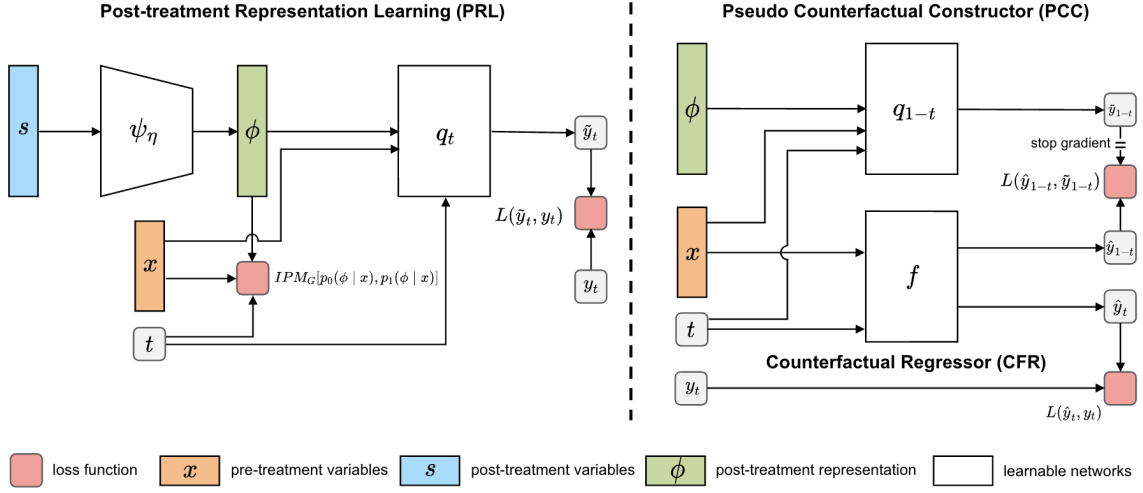 Post-treatment Representation Learning (PRL)
s
ψ_η
ϕ
q_t
ỹ_t
L(ỹ_t, y_t)
x
IPM_G[p_0(ϕ | x), p_1(ϕ | x)]
y_t
t
Pseudo Counterfactual Constructor (PCC)
ϕ
q_{1−t}
ỹ_{1−t}
stop gradient
L(ŷ_{1−t}, ỹ_{1−t})
x
f
ŷ_{1−t}
ŷ_t
t
Counterfactual Regressor (CFR)
y_t
L(ŷ_t, y_t)
loss function
x pre-treatment variables
s post-treatment variables
ϕ post-treatment representation
learnable networks